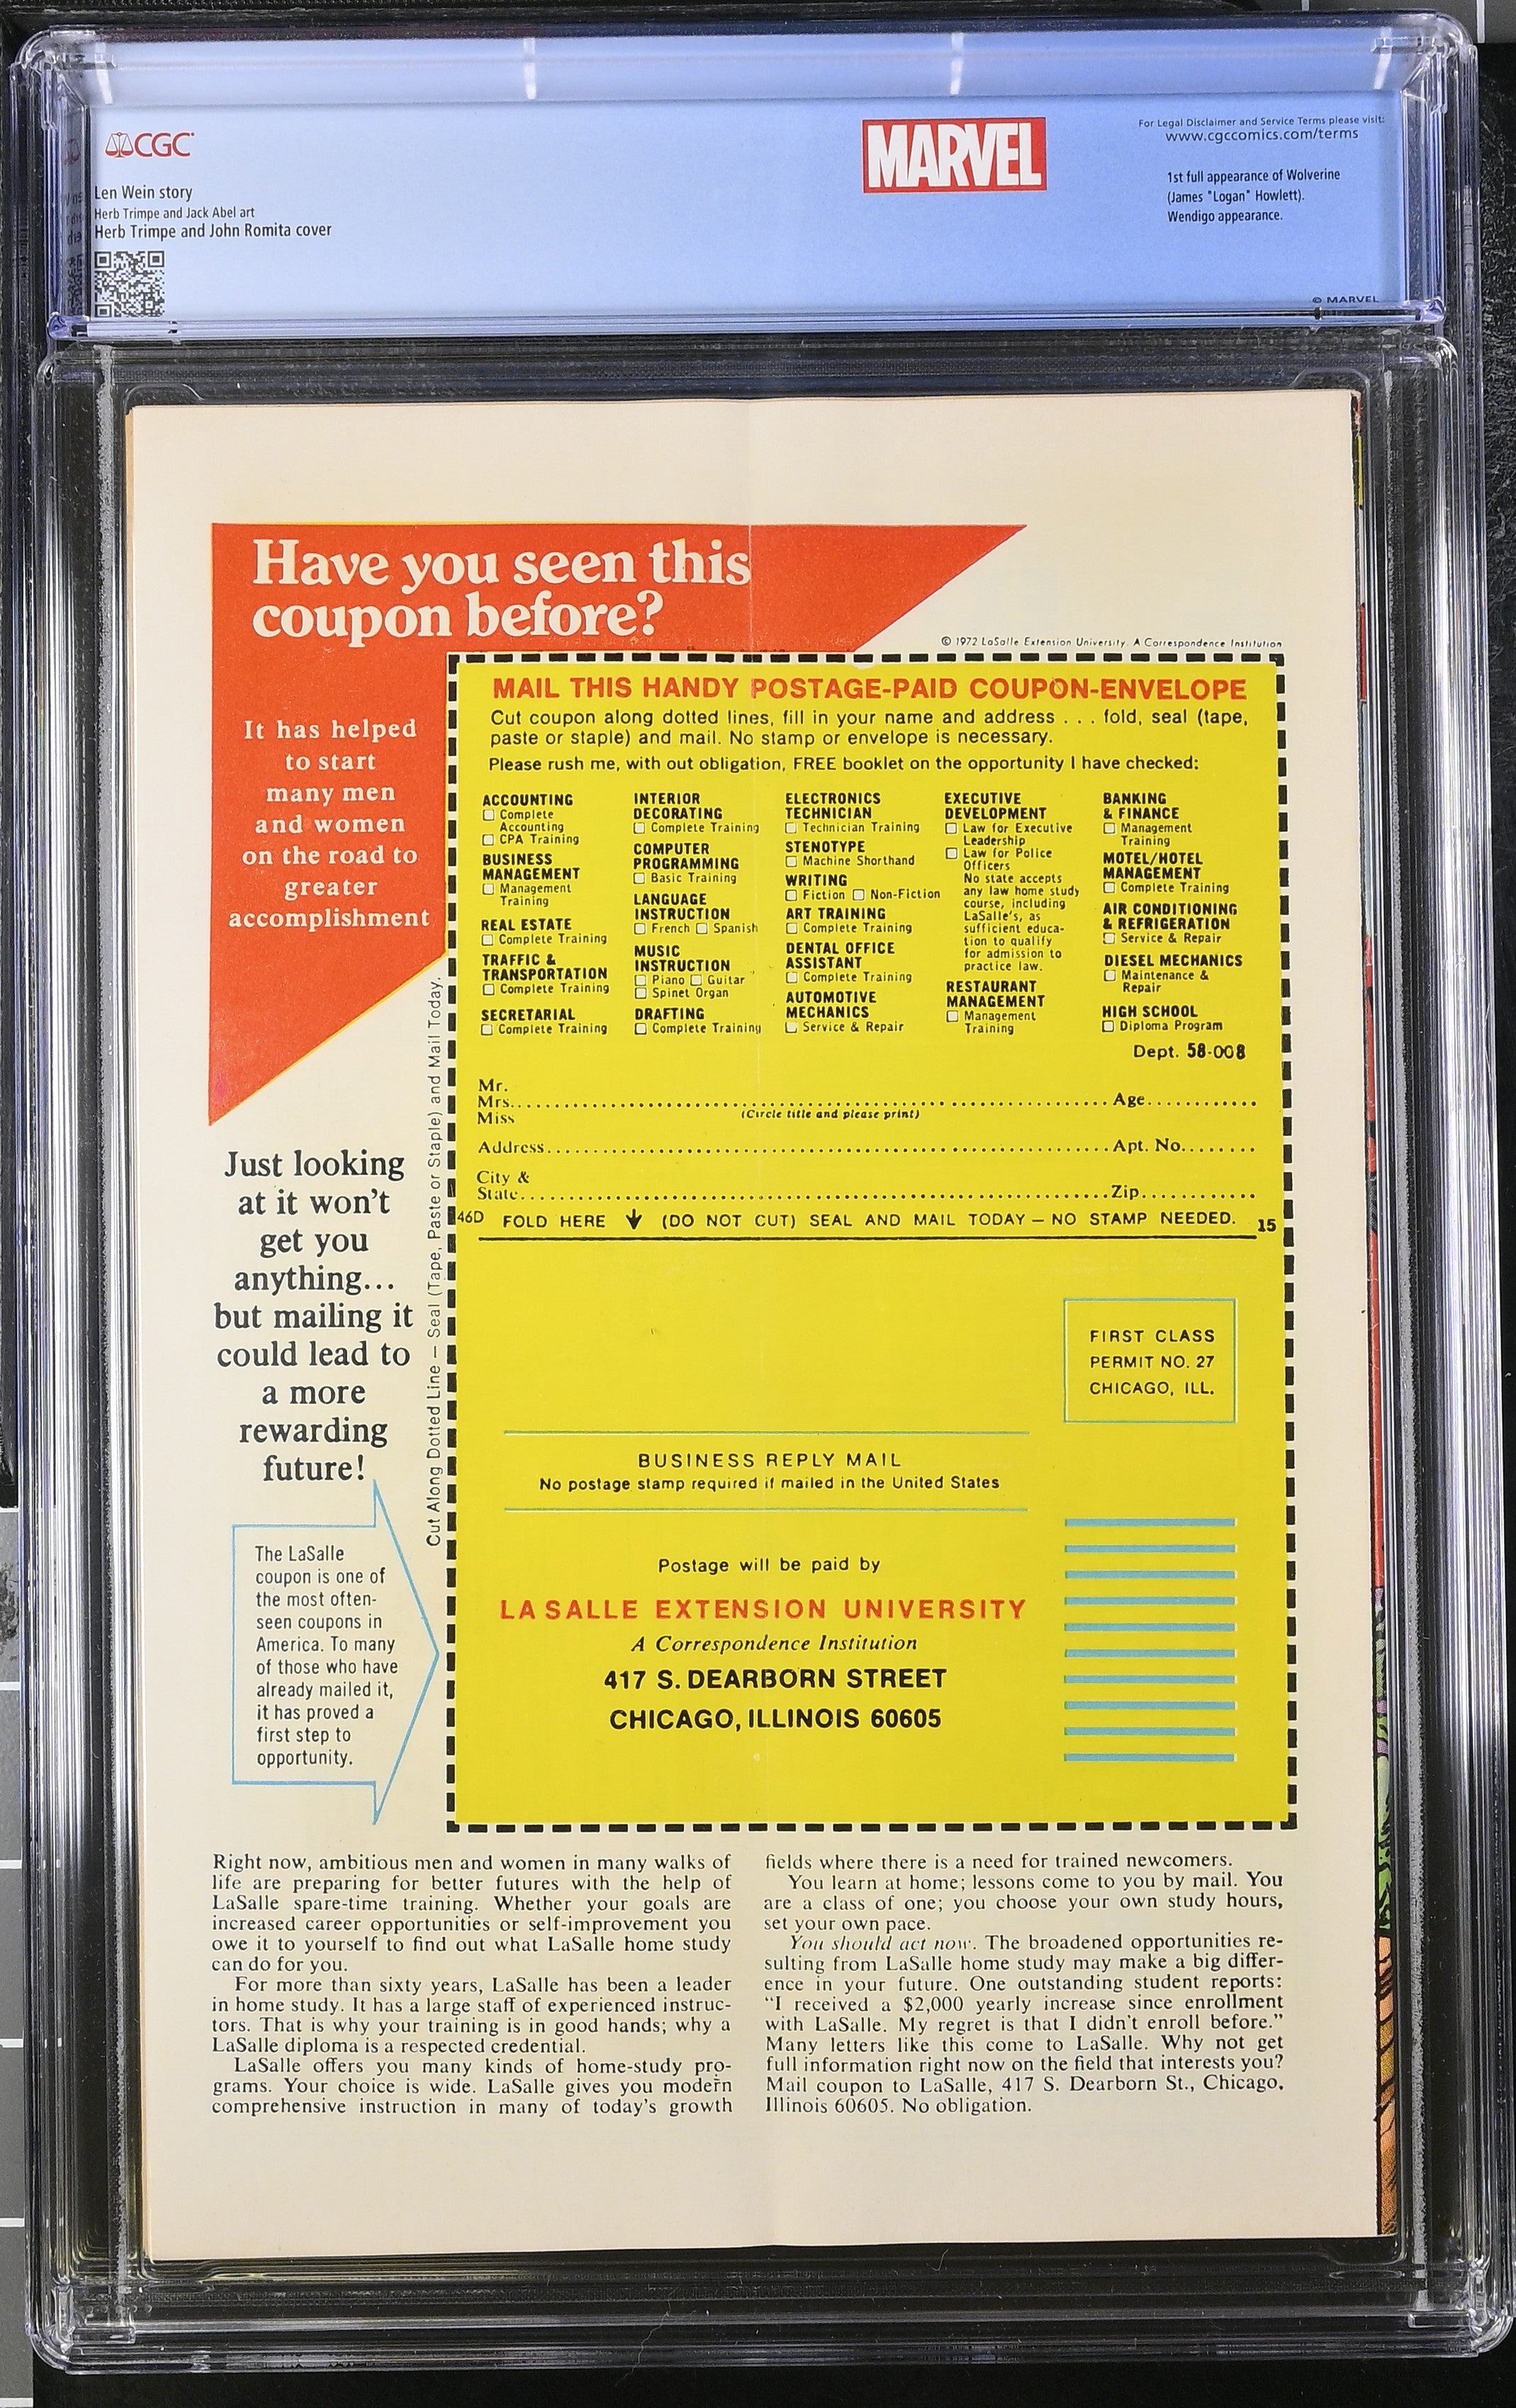 CGC
Len Wein story
Herb Trimpe and Jack Abel art
Herb Trimpe and John Romita cover
MARVEL
For Legal Disclaimer and Service Terms please visit:
www.cgccomics.com/terms
1st full appearance of Wolverine
(James "Logan" Howlett).
Wendigo appearance.
© MARVEL
Have you seen this
coupon before?
© 1972 LaSalle Extension University. A Correspondence Institution
It has helped
to start
many men
and women
on the road to
greater
accomplishment
Just looking
at it won't
get you
anything...
but mailing it
could lead to
a more
rewarding
future!
The LaSalle
coupon is one of
the most often-
seen coupons in
America. To many
of those who have
already mailed it,
it has proved a
first step to
opportunity.
Cut Along Dotted Line – Seal (Tape, Paste or Staple) and Mail Today.
MAIL THIS HANDY POSTAGE-PAID COUPON-ENVELOPE
Cut coupon along dotted lines, fill in your name and address . . . fold, seal (tape,
paste or staple) and mail. No stamp or envelope is necessary.
Please rush me, with out obligation, FREE booklet on the opportunity I have checked:
ACCOUNTING
Complete
Accounting
CPA Training
BUSINESS
MANAGEMENT
Management
Training
REAL ESTATE
Complete Training
TRAFFIC &
TRANSPORTATION
Complete Training
SECRETARIAL
Complete Training
INTERIOR
DECORATING
Complete Training
COMPUTER
PROGRAMMING
Basic Training
LANGUAGE
INSTRUCTION
French Spanish
MUSIC
INSTRUCTION
Piano Guitar
Spinet Organ
DRAFTING
Complete Training
ELECTRONICS
TECHNICIAN
Technician Training
STENOTYPE
Machine Shorthand
WRITING
Fiction Non-Fiction
ART TRAINING
Complete Training
DENTAL OFFICE
ASSISTANT
Complete Training
AUTOMOTIVE
MECHANICS
Service & Repair
EXECUTIVE
DEVELOPMENT
Law for Executive
Leadership
Law for Police
Officers
No state accepts
any law home study
course, including
LaSalle's, as
sufficient educa-
tion to qualify
for admission to
practice law.
RESTAURANT
MANAGEMENT
Management
Training
BANKING
& FINANCE
Management
Training
MOTEL/HOTEL
MANAGEMENT
Complete Training
AIR CONDITIONING
& REFRIGERATION
Service & Repair
DIESEL MECHANICS
Maintenance &
Repair
HIGH SCHOOL
Diploma Program
Dept. 58-008
Mr.
Mrs. Age
Miss (Circle title and please print)
Address Apt. No.
City &
State Zip
46D FOLD HERE ↓ (DO NOT CUT) SEAL AND MAIL TODAY – NO STAMP NEEDED. 15
FIRST CLASS
PERMIT NO. 27
CHICAGO, ILL.
BUSINESS REPLY MAIL
No postage stamp required if mailed in the United States
Postage will be paid by
LA SALLE EXTENSION UNIVERSITY
A Correspondence Institution
417 S. DEARBORN STREET
CHICAGO, ILLINOIS 60605
Right now, ambitious men and women in many walks of
life are preparing for better futures with the help of
LaSalle spare-time training. Whether your goals are
increased career opportunities or self-improvement you
owe it to yourself to find out what LaSalle home study
can do for you.
For more than sixty years, LaSalle has been a leader
in home study. It has a large staff of experienced instruc-
tors. That is why your training is in good hands; why a
LaSalle diploma is a respected credential.
LaSalle offers you many kinds of home-study pro-
grams. Your choice is wide. LaSalle gives you modern
comprehensive instruction in many of today's growth
fields where there is a need for trained newcomers.
You learn at home; lessons come to you by mail. You
are a class of one; you choose your own study hours,
set your own pace.
You should act now. The broadened opportunities re-
sulting from LaSalle home study may make a big differ-
ence in your future. One outstanding student reports:
"I received a $2,000 yearly increase since enrollment
with LaSalle. My regret is that I didn't enroll before."
Many letters like this come to LaSalle. Why not get
full information right now on the field that interests you?
Mail coupon to LaSalle, 417 S. Dearborn St., Chicago,
Illinois 60605. No obligation.